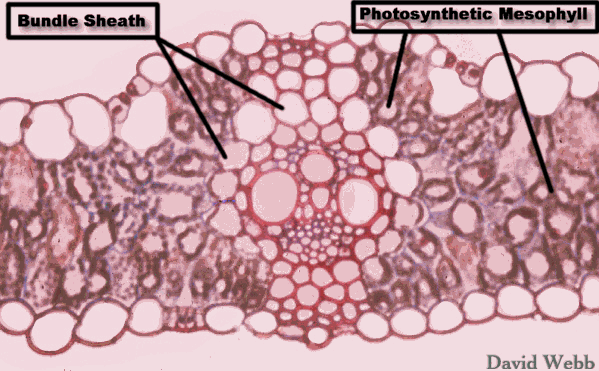 Bundle Sheath
Photosynthetic Mesophyll
David Webb